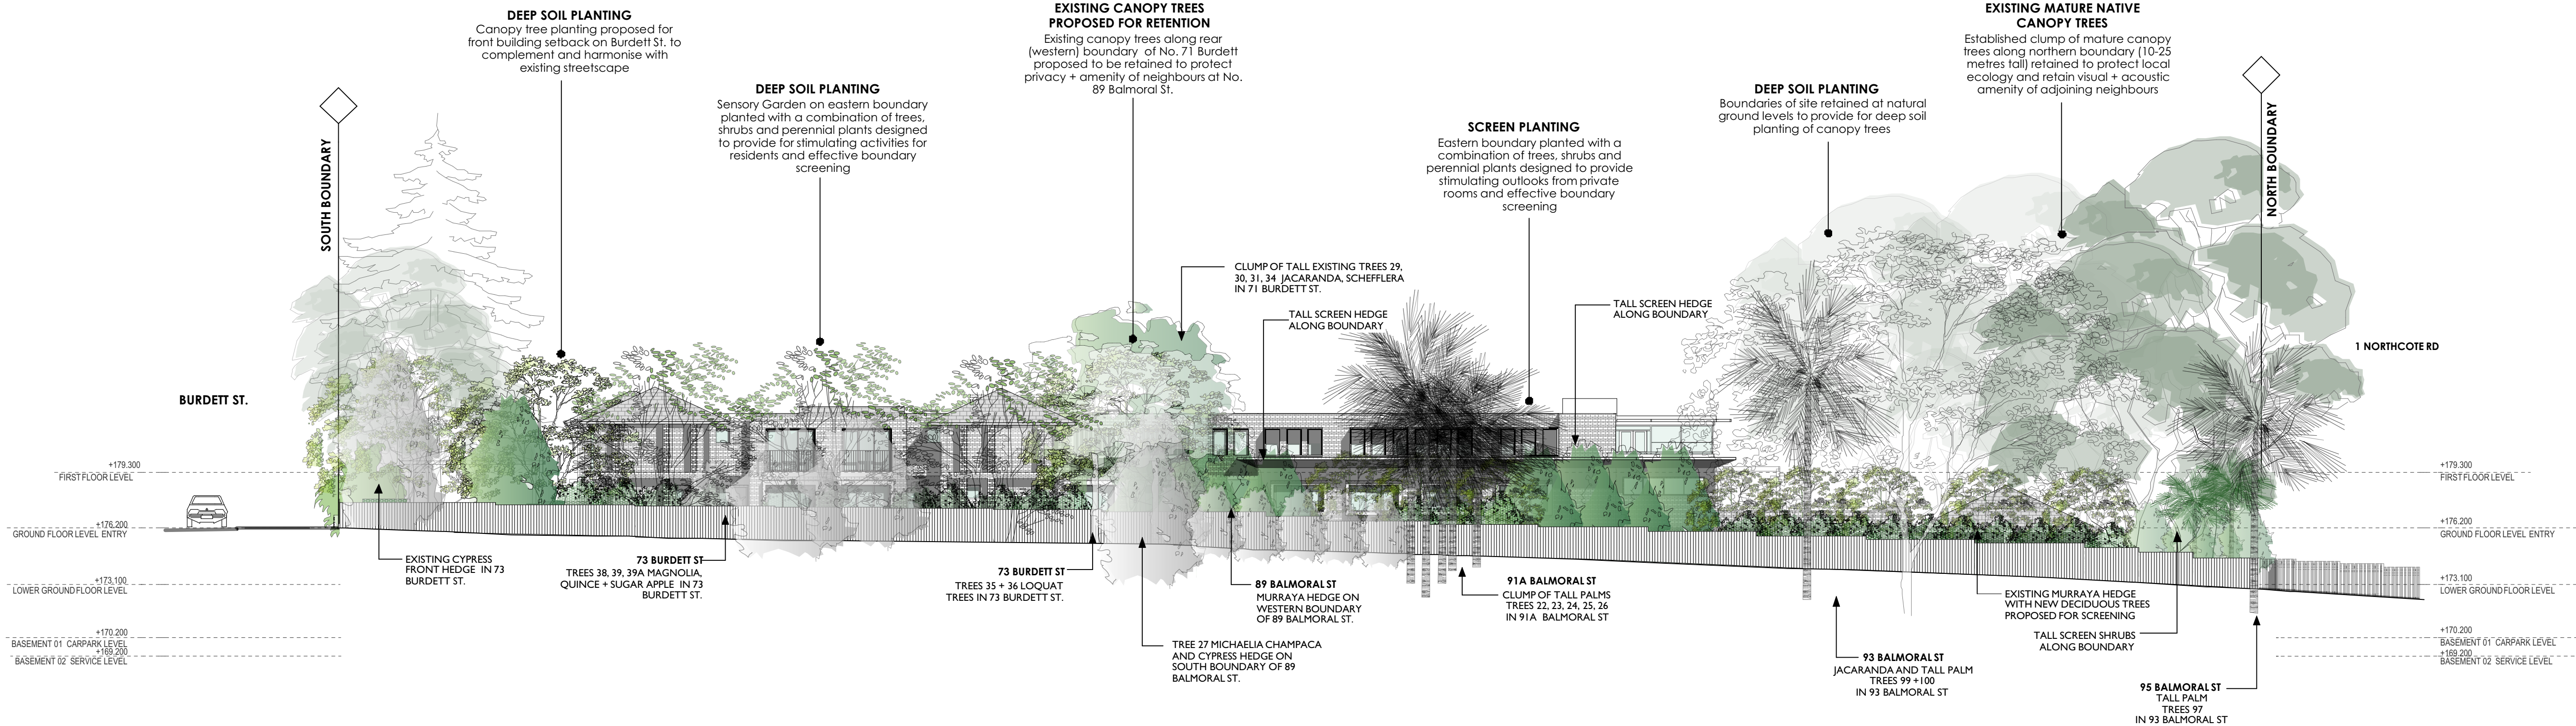 DEEP SOIL PLANTING
Canopy tree planting proposed for
front building setback on Burdett St. to
complement and harmonise with
existing streetscape
DEEP SOIL PLANTING
Sensory Garden on eastern boundary
planted with a combination of trees,
shrubs and perennial plants designed
to provide for stimulating activities for
residents and effective boundary
screening
EXISTING CANOPY TREES
PROPOSED FOR RETENTION
Existing canopy trees along rear
(western) boundary of No. 71 Burdett
proposed to be retained to protect
privacy + amenity of neighbours at No.
89 Balmoral St.
SCREEN PLANTING
Eastern boundary planted with a
combination of trees, shrubs and
perennial plants designed to provide
stimulating outlooks from private
rooms and effective boundary
screening
DEEP SOIL PLANTING
Boundaries of site retained at natural
ground levels to provide for deep soil
planting of canopy trees
EXISTING MATURE NATIVE
CANOPY TREES
Established clump of mature canopy
trees along northern boundary (10-25
metres tall) retained to protect local
ecology and retain visual + acoustic
amenity of adjoining neighbours
SOUTH BOUNDARY
NORTH BOUNDARY
CLUMP OF TALL EXISTING TREES 29,
30, 31, 34 JACARANDA, SCHEFFLERA
IN 71 BURDETT ST.
TALL SCREEN HEDGE
ALONG BOUNDARY
TALL SCREEN HEDGE
ALONG BOUNDARY
1 NORTHCOTE RD
BURDETT ST.
+179.300
FIRST FLOOR LEVEL
+176.200
GROUND FLOOR LEVEL ENTRY
+173.100
LOWER GROUND FLOOR LEVEL
+170.200
BASEMENT 01 CARPARK LEVEL
+169.200
BASEMENT 02 SERVICE LEVEL
EXISTING CYPRESS
FRONT HEDGE IN 73
BURDETT ST.
73 BURDETT ST
TREES 38, 39, 39A MAGNOLIA,
QUINCE + SUGAR APPLE IN 73
BURDETT ST.
73 BURDETT ST
TREES 35 + 36 LOQUAT
TREES IN 73 BURDETT ST.
TREE 27 MICHAELIA CHAMPACA
AND CYPRESS HEDGE ON
SOUTH BOUNDARY OF 89
BALMORAL ST.
89 BALMORAL ST
MURRAYA HEDGE ON
WESTERN BOUNDARY
OF 89 BALMORAL ST.
91A BALMORAL ST
CLUMP OF TALL PALMS
TREES 22, 23, 24, 25, 26
IN 91A BALMORAL ST
93 BALMORAL ST
JACARANDA AND TALL PALM
TREES 99 +100
IN 93 BALMORAL ST
EXISTING MURRAYA HEDGE
WITH NEW DECIDUOUS TREES
PROPOSED FOR SCREENING
TALL SCREEN SHRUBS
ALONG BOUNDARY
95 BALMORAL ST
TALL PALM
TREES 97
IN 93 BALMORAL ST
+179.300
FIRST FLOOR LEVEL
+176.200
GROUND FLOOR LEVEL ENTRY
+173.100
LOWER GROUND FLOOR LEVEL
+170.200
BASEMENT 01 CARPARK LEVEL
+169.200
BASEMENT 02 SERVICE LEVEL